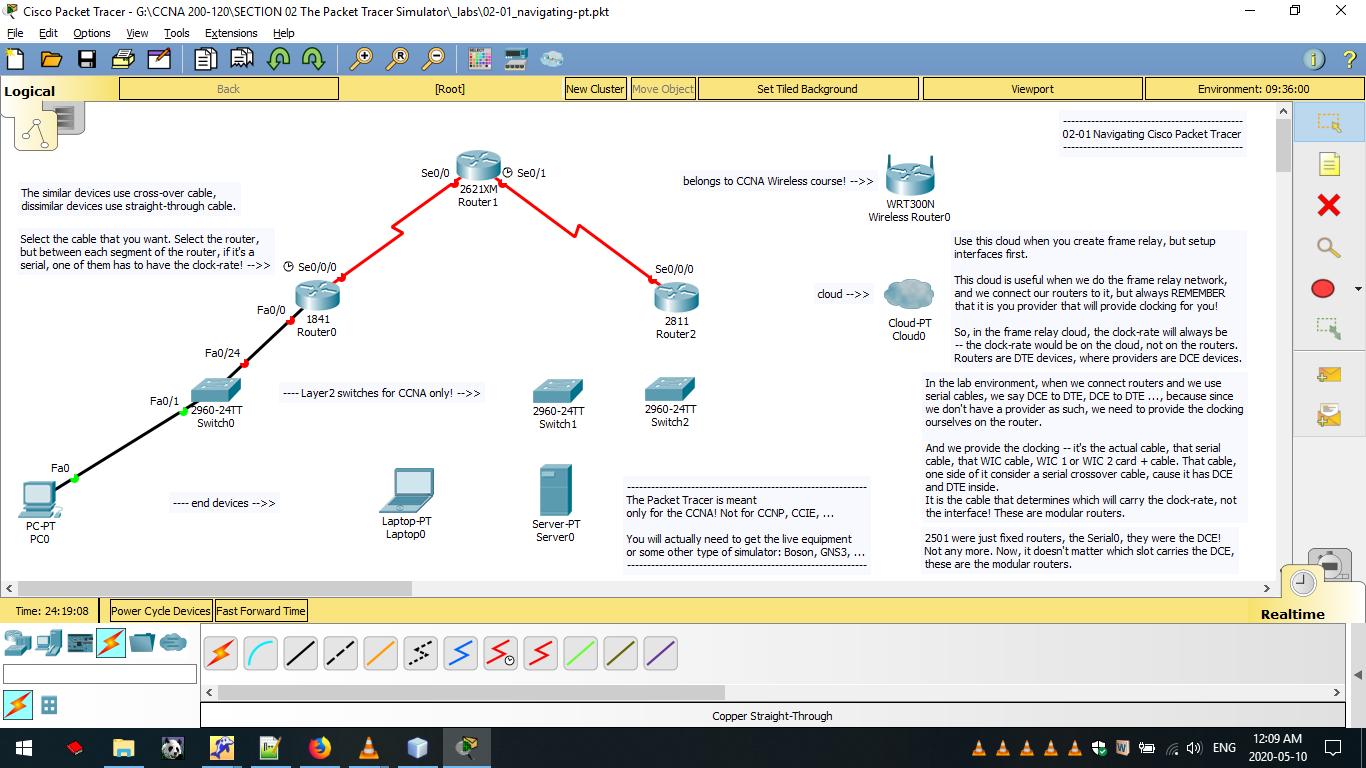 Cisco Packet Tracer - G:\CCNA 200-120\SECTION 02 The Packet Tracer Simulator\_labs\02-01_navigating-pt.pkt
File Edit Options View Tools Extensions Help
Logical
Back
[Root]
New Cluster
Move Object
Set Tiled Background
Viewport
Environment: 09:36:00
------------------------------------------
02-01 Navigating Cisco Packet Tracer
------------------------------------------
The similar devices use cross-over cable,
dissimilar devices use straight-through cable.
Select the cable that you want. Select the router,
but between each segment of the router, if it's a
serial, one of them has to have the clock-rate! -->>
Se0/0
Se0/1
2621XM
Router1
Se0/0/0
Fa0/0
1841
Router0
Se0/0/0
2811
Router2
Fa0/24
Fa0/1
2960-24TT
Switch0
---- Layer2 switches for CCNA only! -->>
2960-24TT
Switch1
2960-24TT
Switch2
Fa0
PC-PT
PC0
---- end devices -->>
Laptop-PT
Laptop0
Server-PT
Server0
belongs to CCNA Wireless course! -->>
WRT300N
Wireless Router0
cloud -->>
Cloud-PT
Cloud0
Use this cloud when you create frame relay, but setup
interfaces first.
This cloud is useful when we do the frame relay network,
and we connect our routers to it, but always REMEMBER
that it is you provider that will provide clocking for you!
So, in the frame relay cloud, the clock-rate will always be
-- the clock-rate would be on the cloud, not on the routers.
Routers are DTE devices, where providers are DCE devices.
In the lab environment, when we connect routers and we use
serial cables, we say DCE to DTE, DCE to DTE ..., because since
we don't have a provider as such, we need to provide the clocking
ourselves on the router.
And we provide the clocking -- it's the actual cable, that serial
cable, that WIC cable, WIC 1 or WIC 2 card + cable. That cable,
one side of it consider a serial crossover cable, cause it has DCE
and DTE inside.
It is the cable that determines which will carry the clock-rate, not
the interface! These are modular routers.
2501 were just fixed routers, the Serial0, they were the DCE!
Not any more. Now, it doesn't matter which slot carries the DCE,
these are the modular routers.
--------------------------------------------------------
The Packet Tracer is meant
only for the CCNA! Not for CCNP, CCIE, ...
You will actually need to get the live equipment
or some other type of simulator: Boson, GNS3, ...
--------------------------------------------------------
Time: 24:19:08
Power Cycle Devices
Fast Forward Time
Realtime
Copper Straight-Through
ENG
12:09 AM
2020-05-10